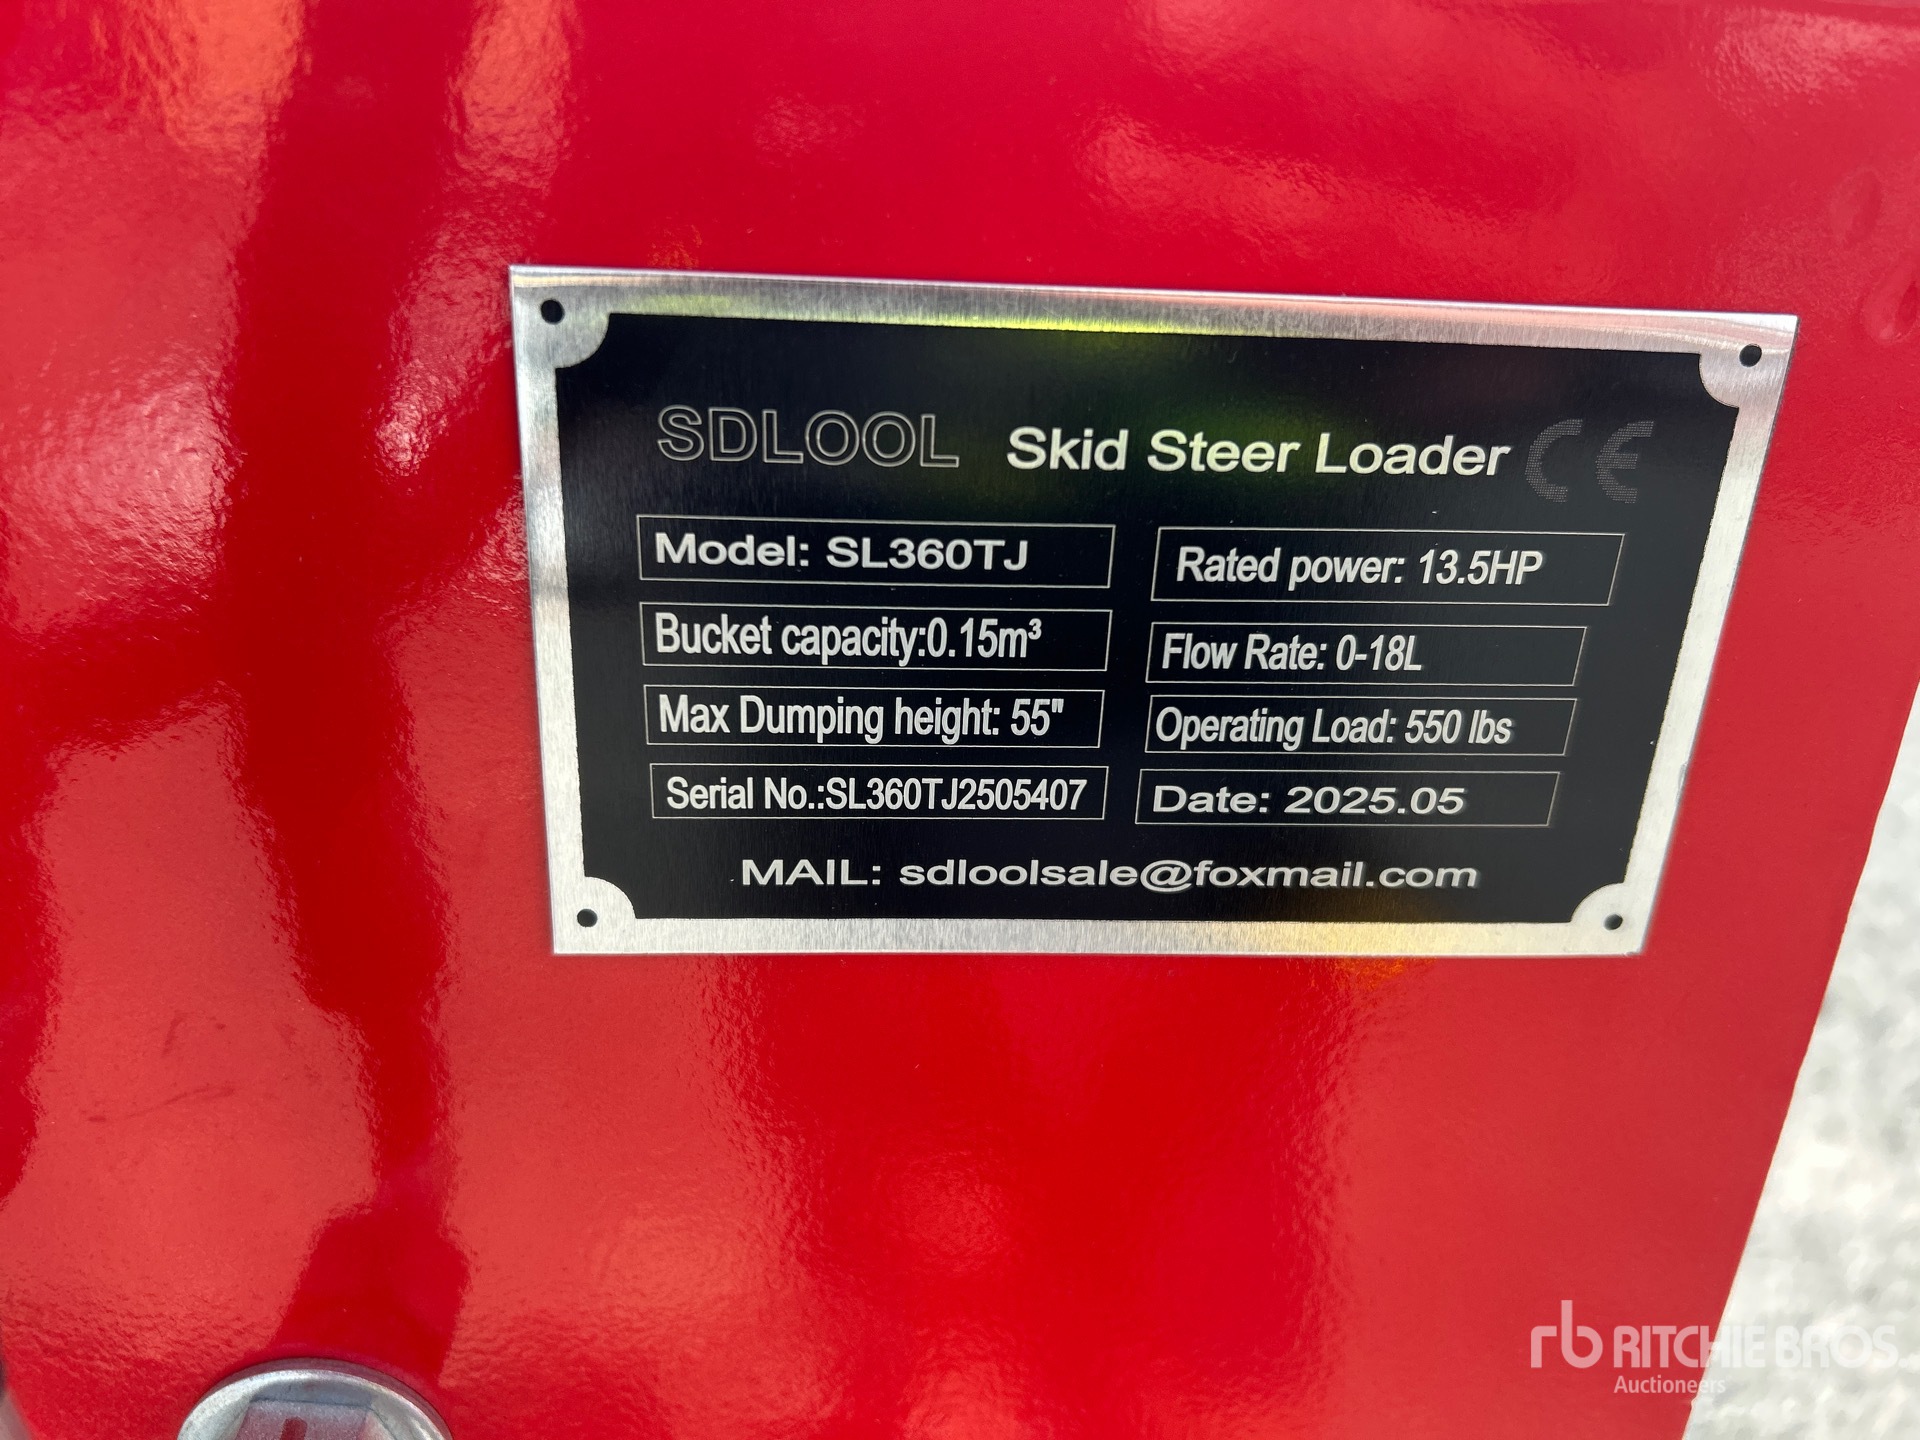 SDLOOL Skid Steer Loader CE
Model: SL360TJ Rated power: 13.5HP
Bucket capacity:0.15m³ Flow Rate: 0-18L
Max Dumping height: 55" Operating Load: 550 lbs
Serial No.:SL360TJ2505407 Date: 2025.05
MAIL: sdloolsale@foxmail.com
rb RITCHIE BROS.
Auctioneers